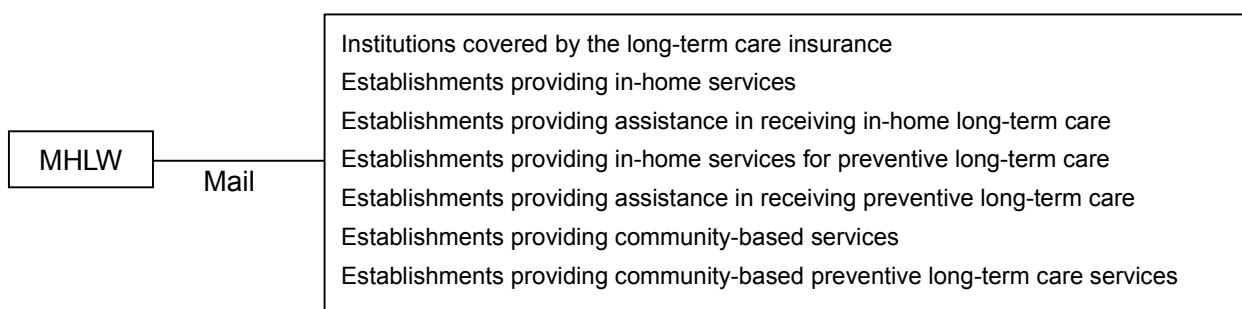 MHLW
Mail
Institutions covered by the long-term care insurance
Establishments providing in-home services
Establishments providing assistance in receiving in-home long-term care
Establishments providing in-home services for preventive long-term care
Establishments providing assistance in receiving preventive long-term care
Establishments providing community-based services
Establishments providing community-based preventive long-term care services